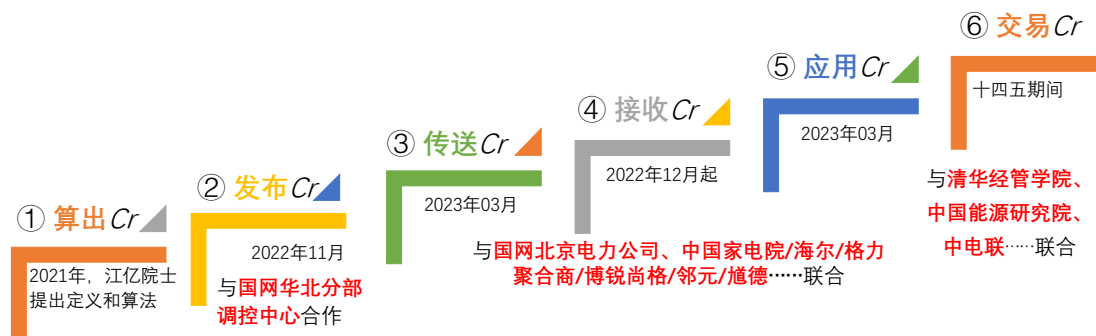 ① 算出Cr
2021年，江亿院士
提出定义和算法
② 发布Cr
2022年11月
与国网华北分部
调控中心合作
③ 传送Cr
2023年03月
④ 接收Cr
2022年12月起
与国网北京电力公司、中国家电院/海尔/格力
聚合商/博锐尚格/邻元/馗德……联合
⑤ 应用Cr
2023年03月
⑥ 交易Cr
十四五期间
与清华经管学院、
中国能源研究院、
中电联……联合